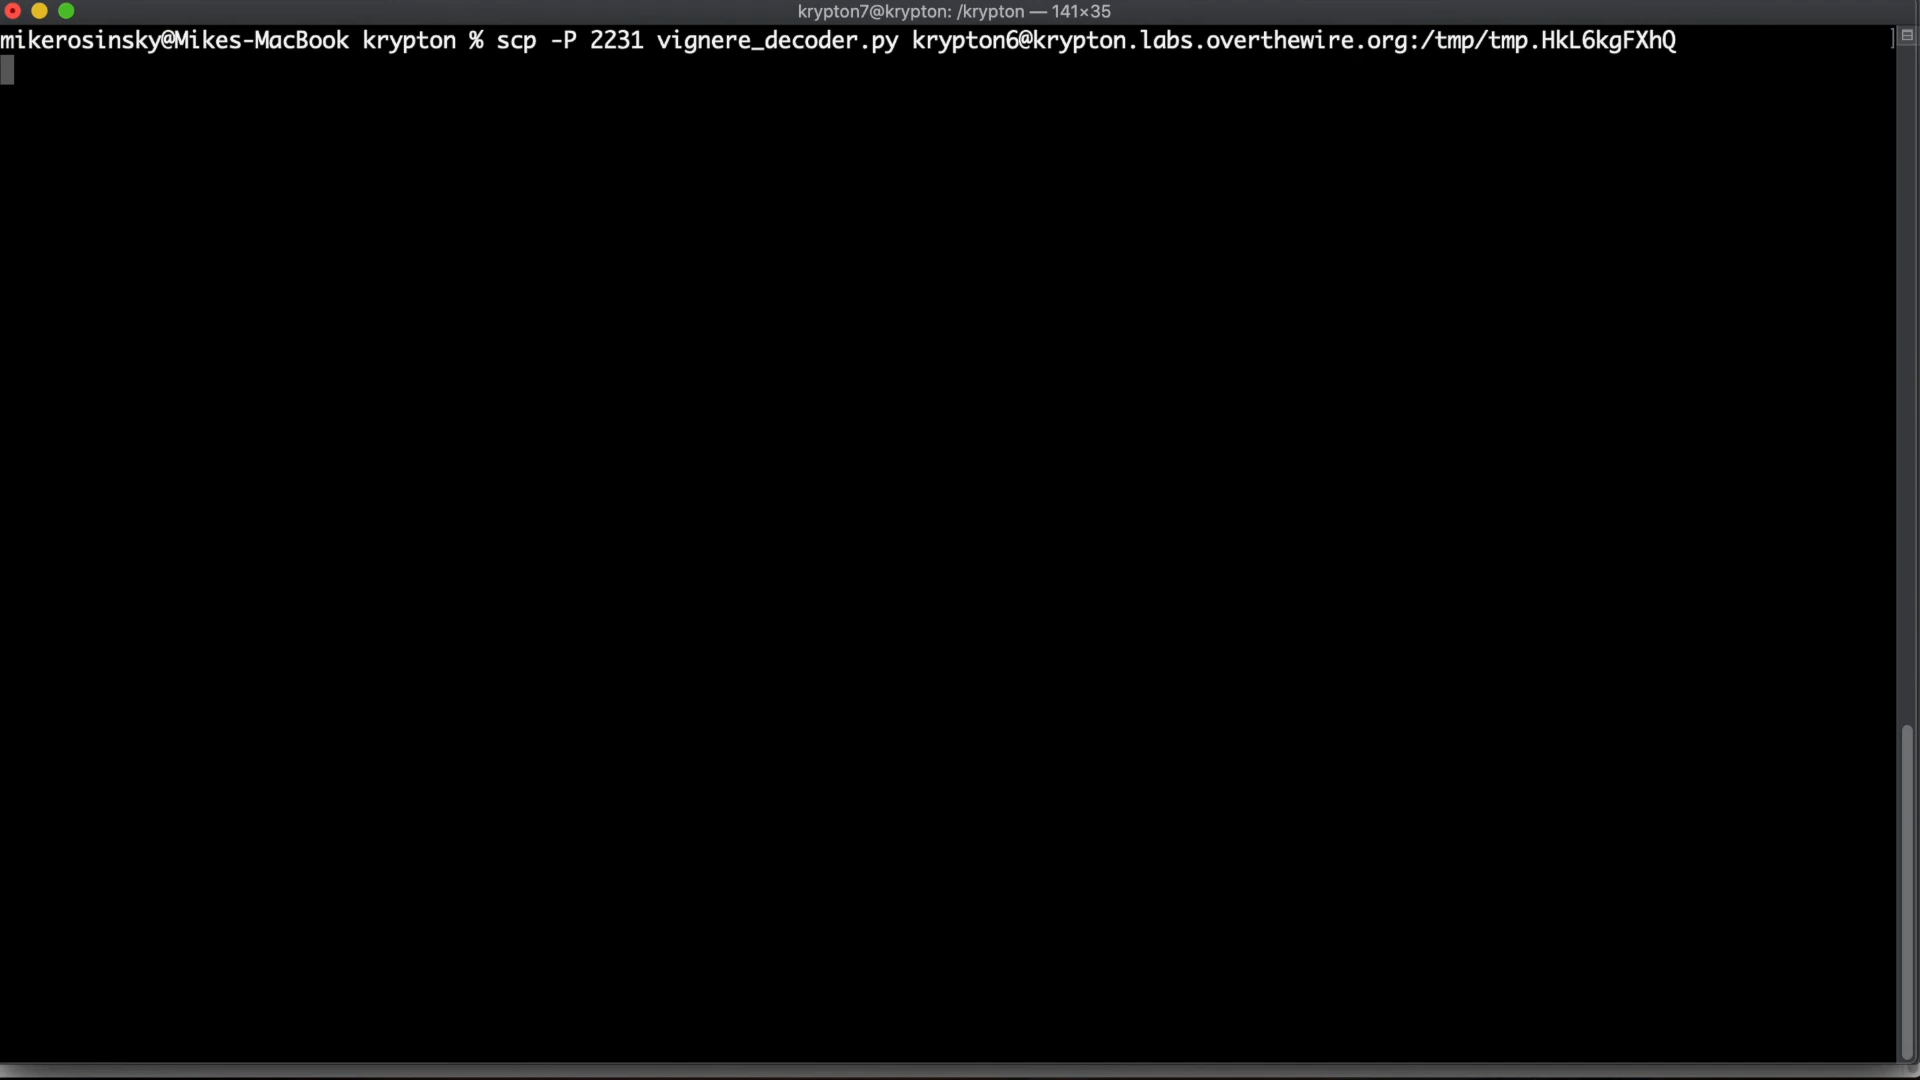 krypton7@krypton: /krypton — 141×35
mikerosinsky@Mikes-MacBook krypton % scp -P 2231 vignere_decoder.py krypton6@krypton.labs.overthewire.org:/tmp/tmp.HkL6kgFXhQ